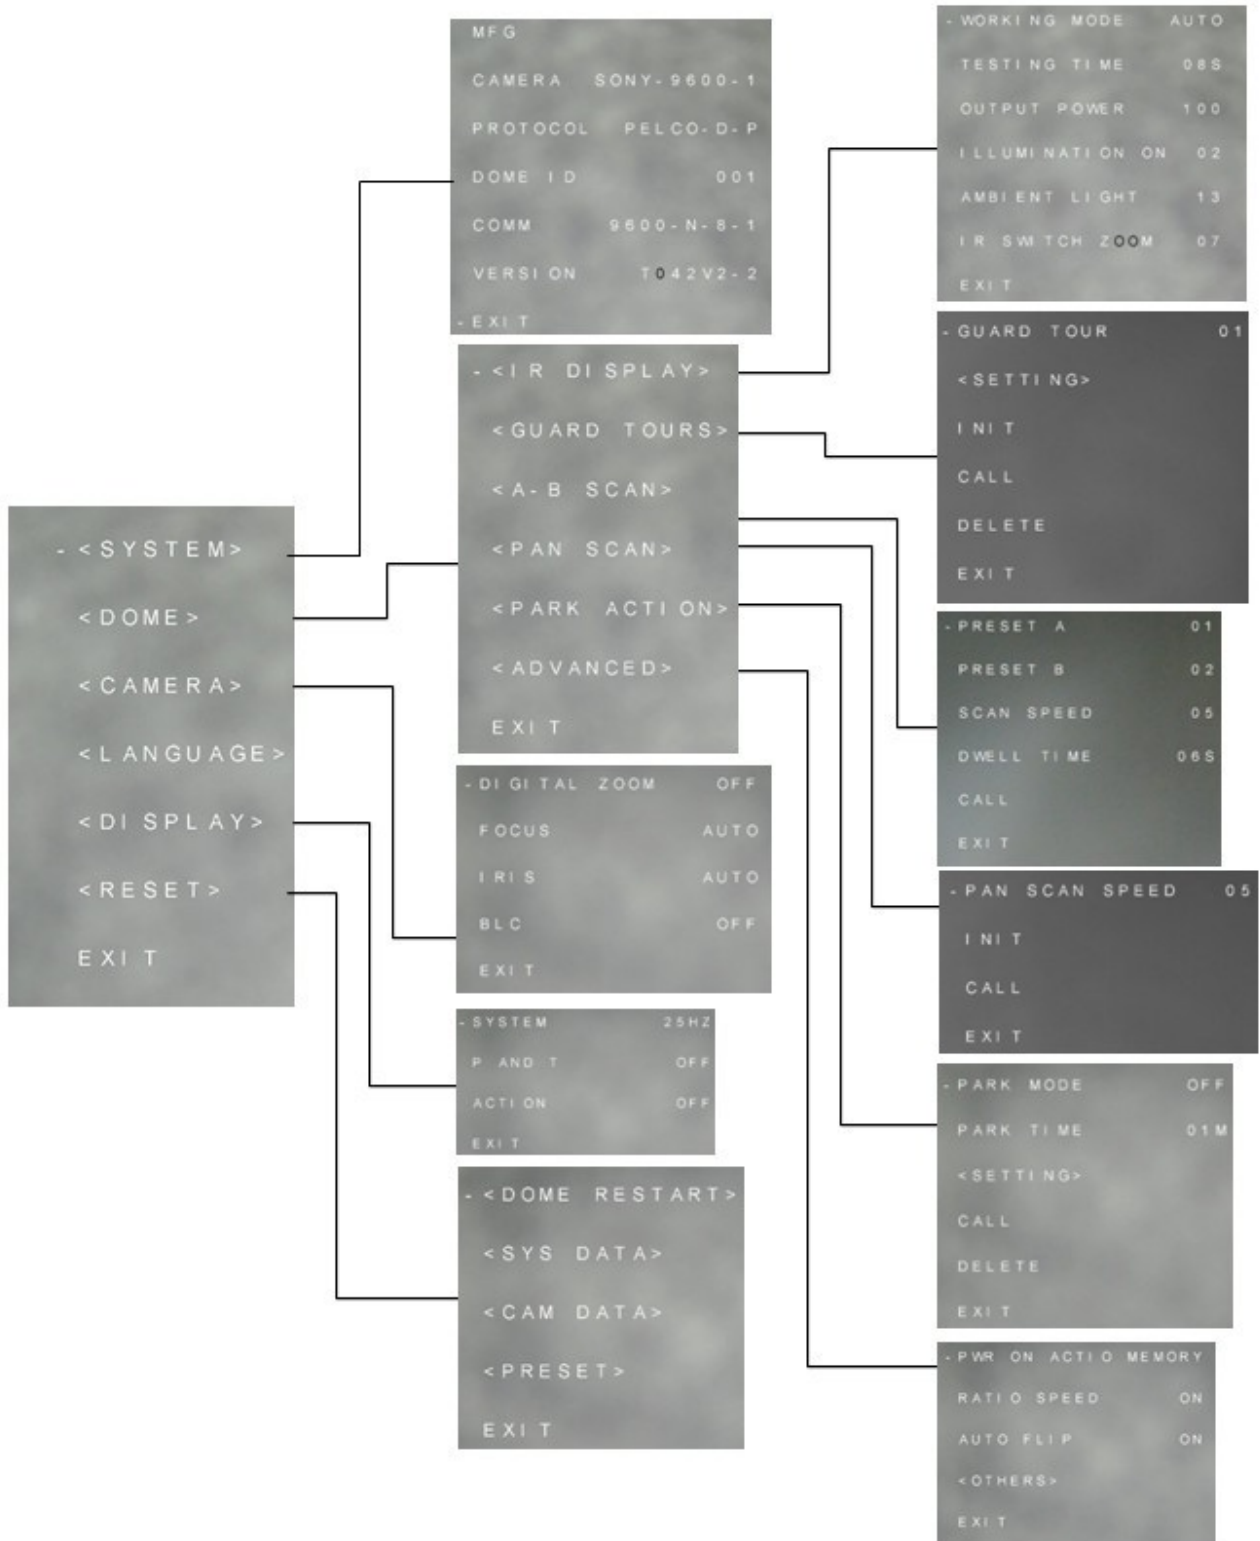 - <SYSTEM>
<DOME>
<CAMERA>
<LANGUAGE>
<DISPLAY>
<RESET>
EXIT
MFG
CAMERA SONY-9600-1
PROTOCOL PELCO-D-P
DOME ID 001
COMM 9600-N-8-1
VERSION T042V2-2
-EXIT
- <IR DISPLAY>
<GUARD TOURS>
<A-B SCAN>
<PAN SCAN>
<PARK ACTION>
<ADVANCED>
EXIT
-DIGITAL ZOOM OFF
FOCUS AUTO
IRIS AUTO
BLC OFF
EXIT
-SYSTEM 25HZ
P AND T OFF
ACTION OFF
EXIT
- <DOME RESTART>
<SYS DATA>
<CAM DATA>
<PRESET>
EXIT
-WORKING MODE AUTO
TESTING TIME 08S
OUTPUT POWER 100
ILLUMINATION ON 02
AMBIENT LIGHT 13
IR SWITCH ZOOM 07
EXIT
-GUARD TOUR 01
<SETTING>
INIT
CALL
DELETE
EXIT
-PRESET A 01
PRESET B 02
SCAN SPEED 05
DWELL TIME 06S
CALL
EXIT
-PAN SCAN SPEED 05
INIT
CALL
EXIT
-PARK MODE OFF
PARK TIME 01M
<SETTING>
CALL
DELETE
EXIT
-PWR ON ACTIO MEMORY
RATIO SPEED ON
AUTO FLIP ON
<OTHERS>
EXIT